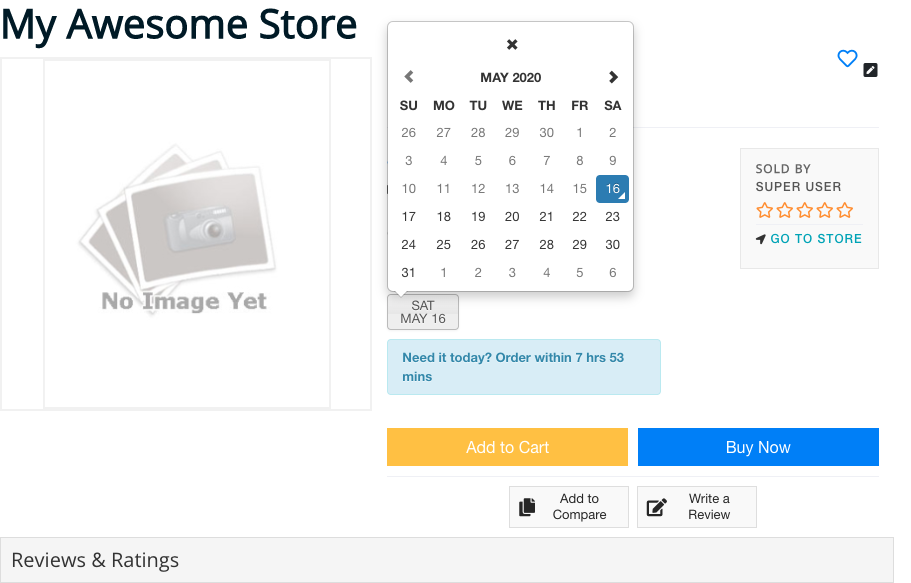 My Awesome Store
No Image Yet
MAY 2020
SU MO TU WE TH FR SA
26 27 28 29 30 1 2
3 4 5 6 7 8 9
10 11 12 13 14 15 16
17 18 19 20 21 22 23
24 25 26 27 28 29 30
31 1 2 3 4 5 6
SAT
MAY 16
Need it today? Order within 7 hrs 53
mins
SOLD BY
SUPER USER
GO TO STORE
Add to Cart
Buy Now
Add to
Compare
Write a
Review
Reviews & Ratings